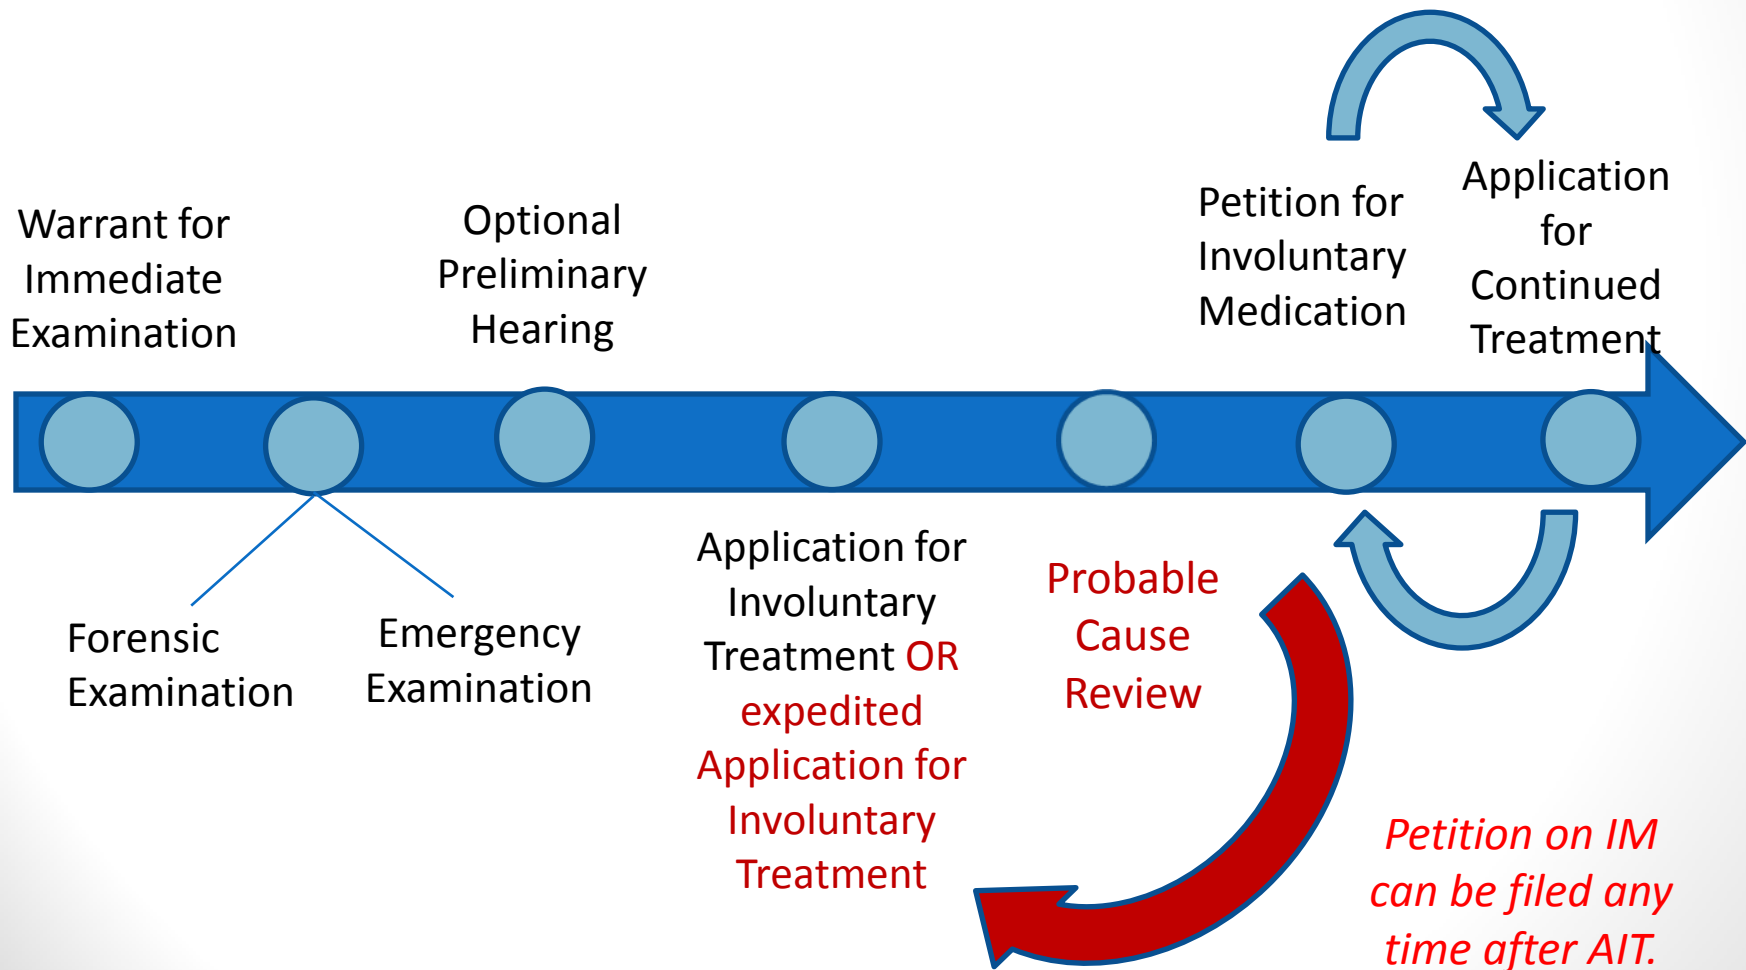 Warrant for
Immediate
Examination
Optional
Preliminary
Hearing
Petition for
Involuntary
Medication
Application
for
Continued
Treatment
Forensic
Examination
Emergency
Examination
Application for
Involuntary
Treatment OR
expedited
Application for
Involuntary
Treatment
Probable
Cause
Review
Petition on IM
can be filed any
time after AIT.